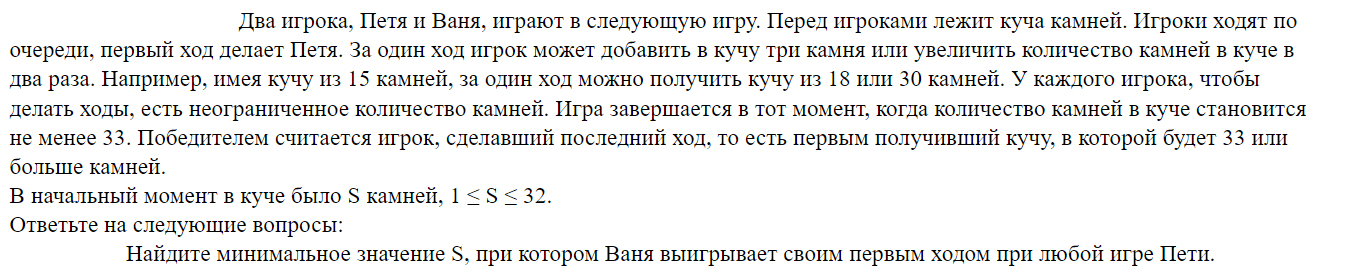 Два игрока, Петя и Ваня, играют в следующую игру. Перед игроками лежит куча камней. Игроки ходят по
очереди, первый ход делает Петя. За один ход игрок может добавить в кучу три камня или увеличить количество камней в куче в
два раза. Например, имея кучу из 15 камней, за один ход можно получить кучу из 18 или 30 камней. У каждого игрока, чтобы
делать ходы, есть неограниченное количество камней. Игра завершается в тот момент, когда количество камней в куче становится
не менее 33. Победителем считается игрок, сделавший последний ход, то есть первым получивший кучу, в которой будет 33 или
больше камней.
В начальный момент в куче было S камней, 1 ≤ S ≤ 32.
Ответьте на следующие вопросы:
Найдите минимальное значение S, при котором Ваня выигрывает своим первым ходом при любой игре Пети.